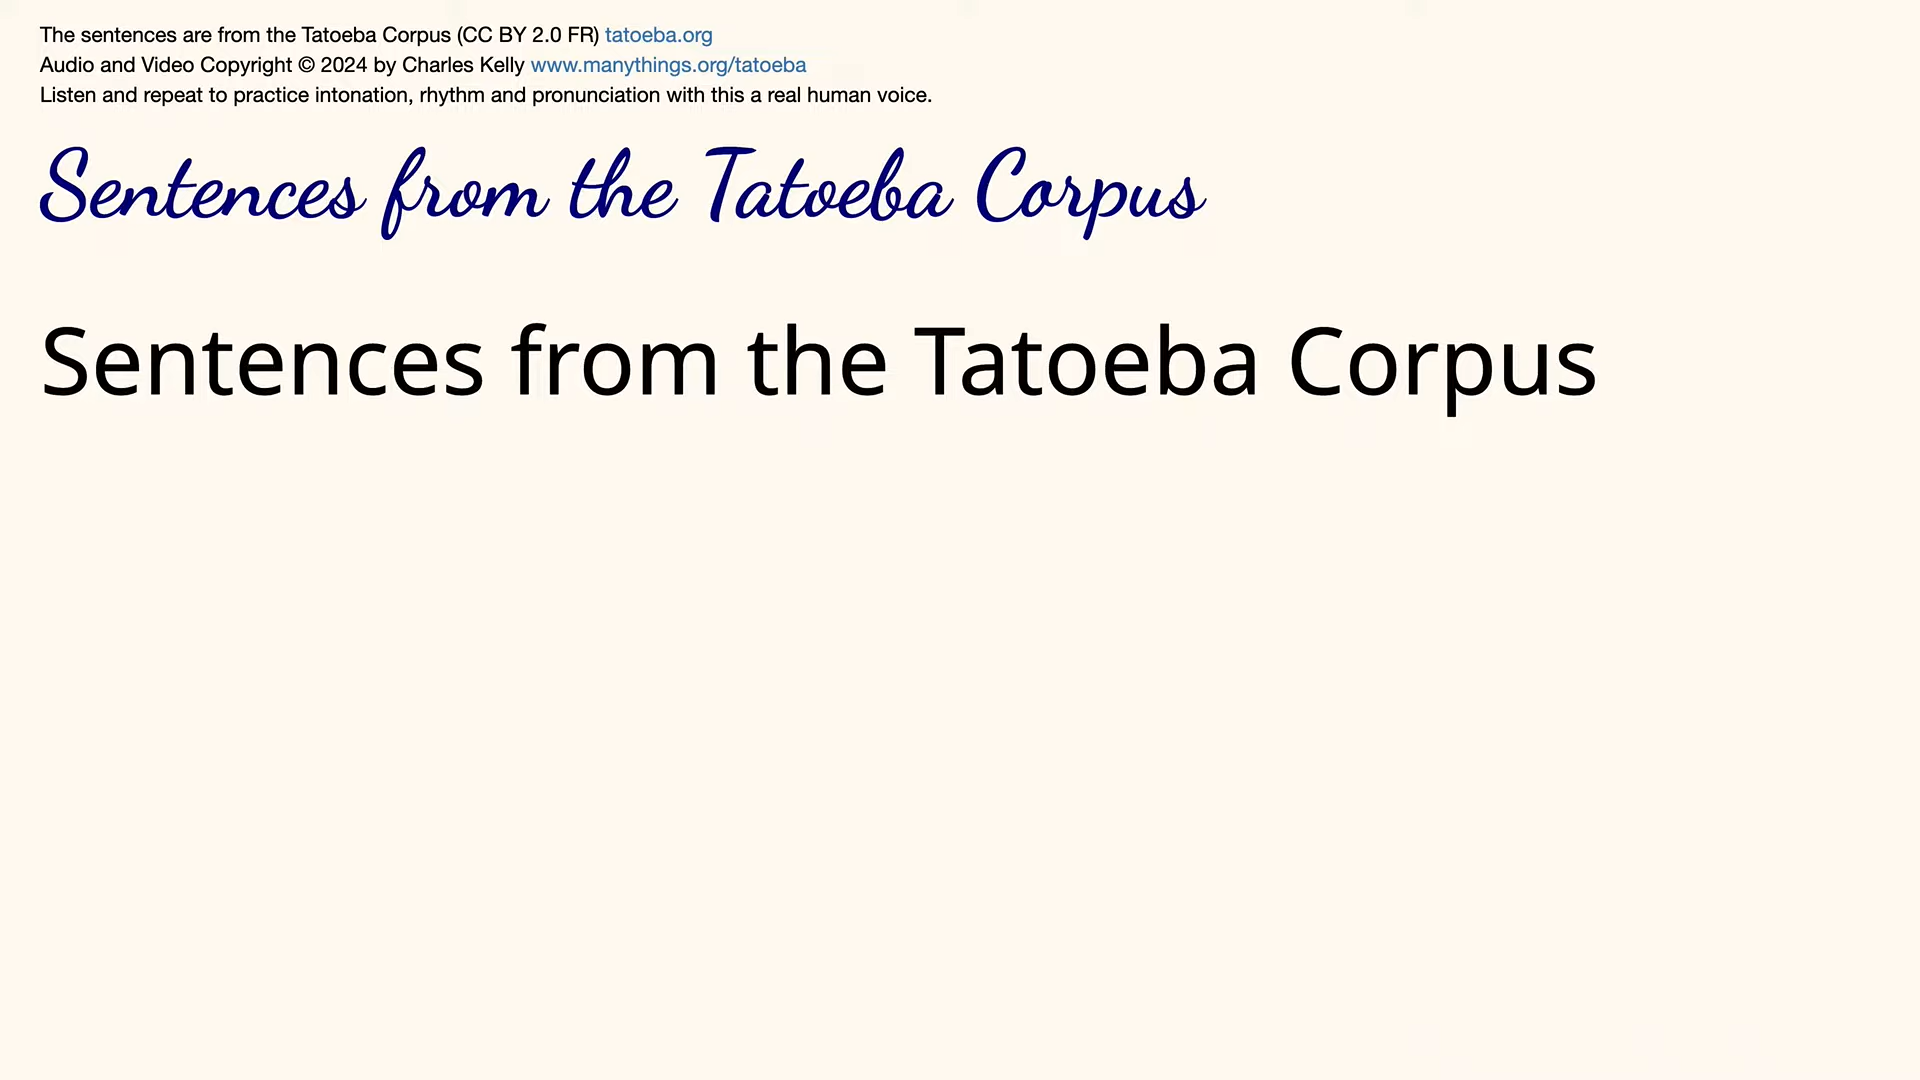 The sentences are from the Tatoeba Corpus (CC BY 2.0 FR) tatoeba.org
Audio and Video Copyright © 2024 by Charles Kelly www.manythings.org/tatoeba
Listen and repeat to practice intonation, rhythm and pronunciation with this a real human voice.
Sentences from the Tatoeba Corpus
Sentences from the Tatoeba Corpus